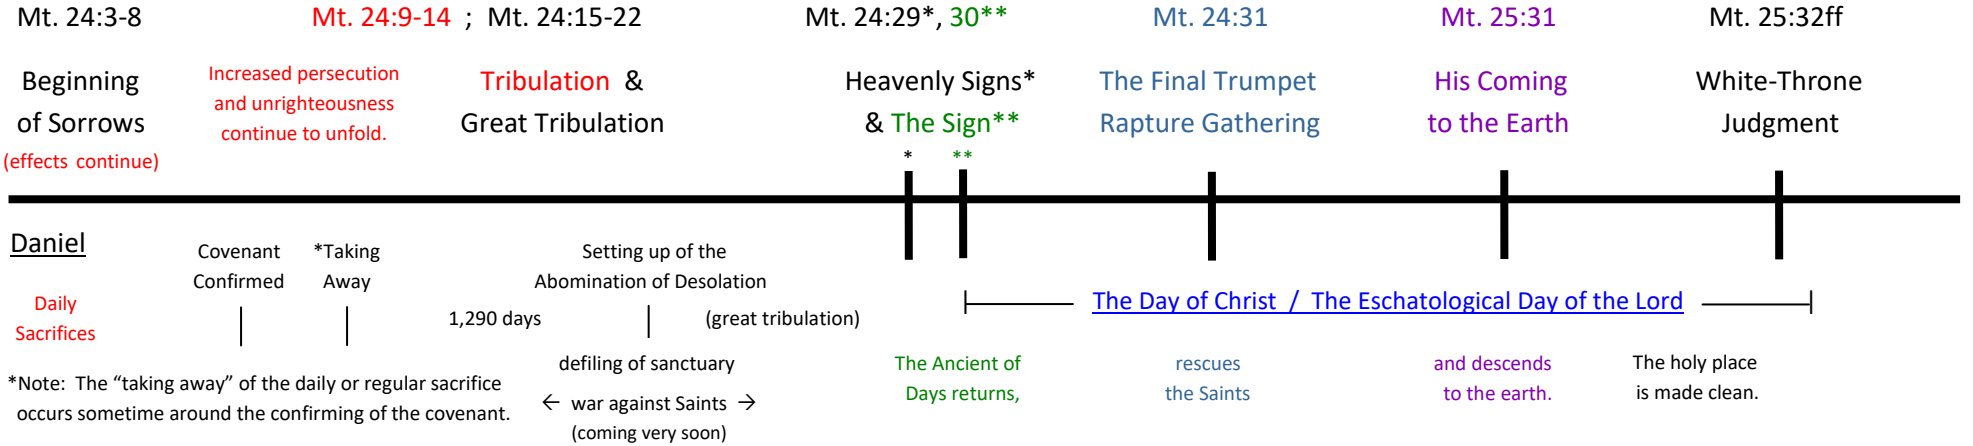 Mt. 24:3-8 Mt. 24:9-14 ; Mt. 24:15-22 Mt. 24:29*, 30** Mt. 24:31 Mt. 25:31 Mt. 25:32ff
Beginning
of Sorrows
(effects continue)
Increased persecution
and unrighteousness
continue to unfold.
Tribulation &
Great Tribulation
Heavenly Signs*
& The Sign**
* **
The Final Trumpet
Rapture Gathering
His Coming
to the Earth
White-Throne
Judgment
Daniel
Daily
Sacrifices
Covenant
Confirmed
*Taking
Away
Setting up of the
Abomination of Desolation
1,290 days (great tribulation)
The Day of Christ / The Eschatological Day of the Lord
*Note: The “taking away” of the daily or regular sacrifice
occurs sometime around the confirming of the covenant.
defiling of sanctuary
← war against Saints →
(coming very soon)
The Ancient of
Days returns,
rescues
the Saints
and descends
to the earth.
The holy place
is made clean.